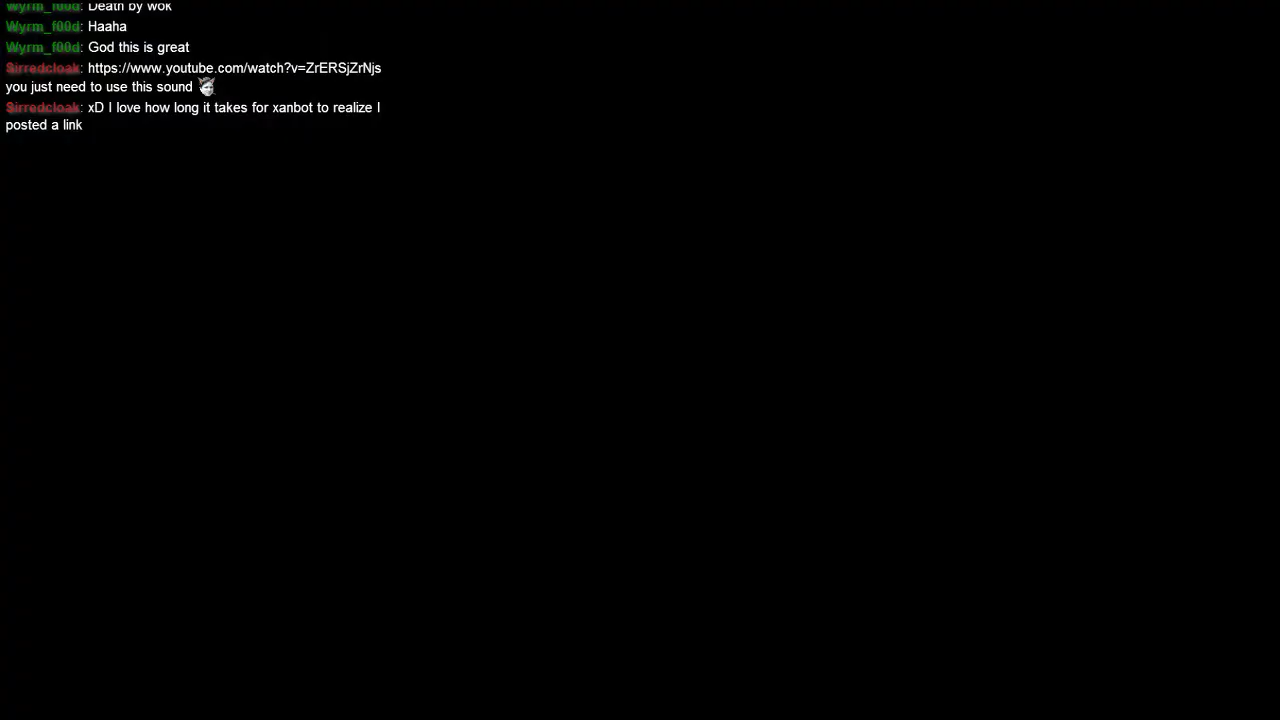 Wyrm_f00d: Death by wok
Wyrm_f00d: Haaha
Wyrm_f00d: God this is great
Sirredcloak: https://www.youtube.com/watch?v=ZrERSjZrNjs
you just need to use this sound
Sirredcloak: xD I love how long it takes for xanbot to realize I
posted a link